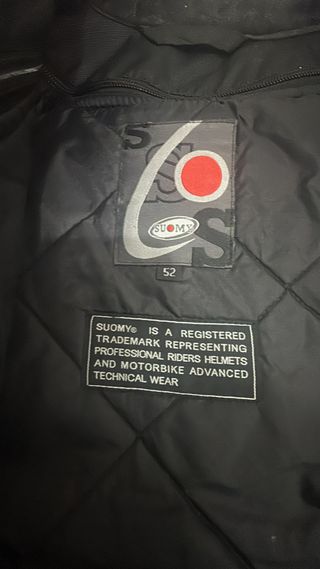 S
S
SUOMY
S
52
SUOMY® IS A REGISTERED
TRADEMARK REPRESENTING
PROFESSIONAL RIDERS HELMETS
AND MOTORBIKE ADVANCED
TECHNICAL WEAR